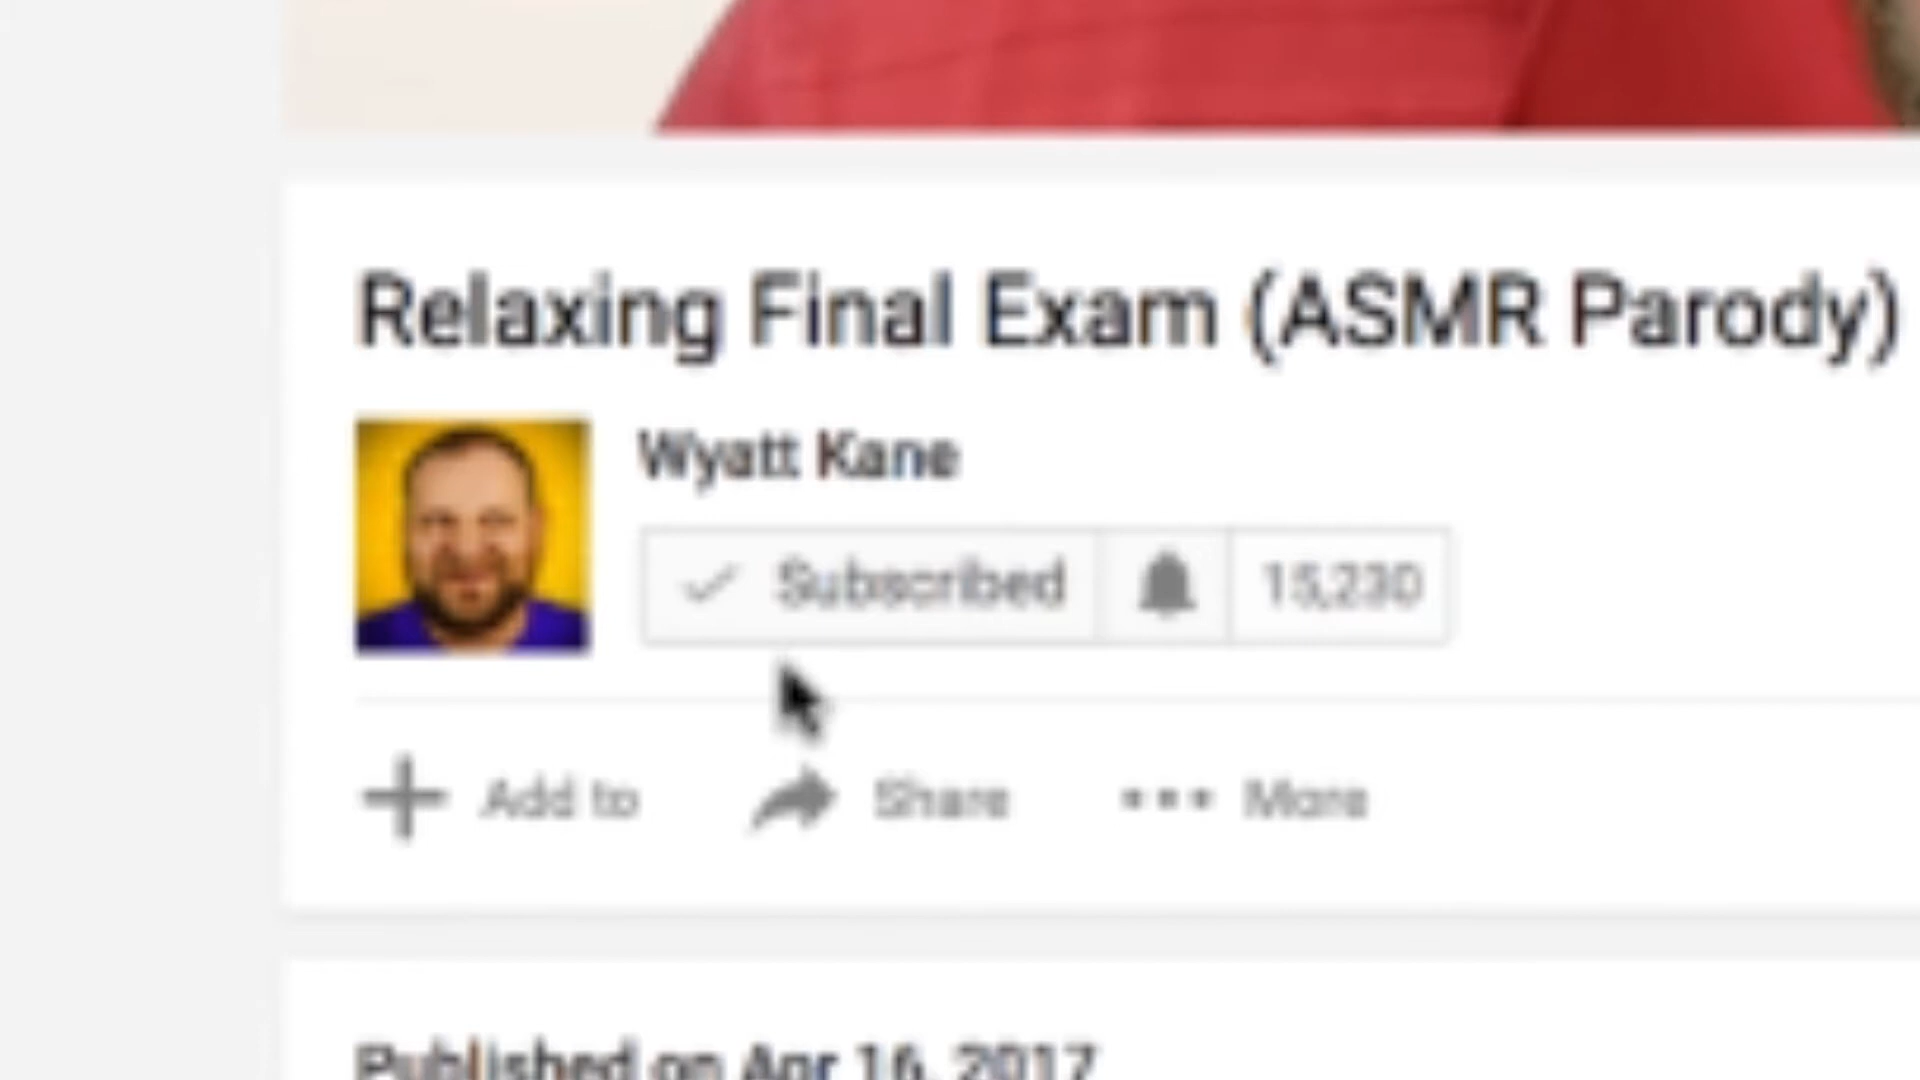 Relaxing Final Exam (ASMR Parody)
Wyatt Kane
Subscribed 15,230
Add to Share More
Published on Apr 16, 2017